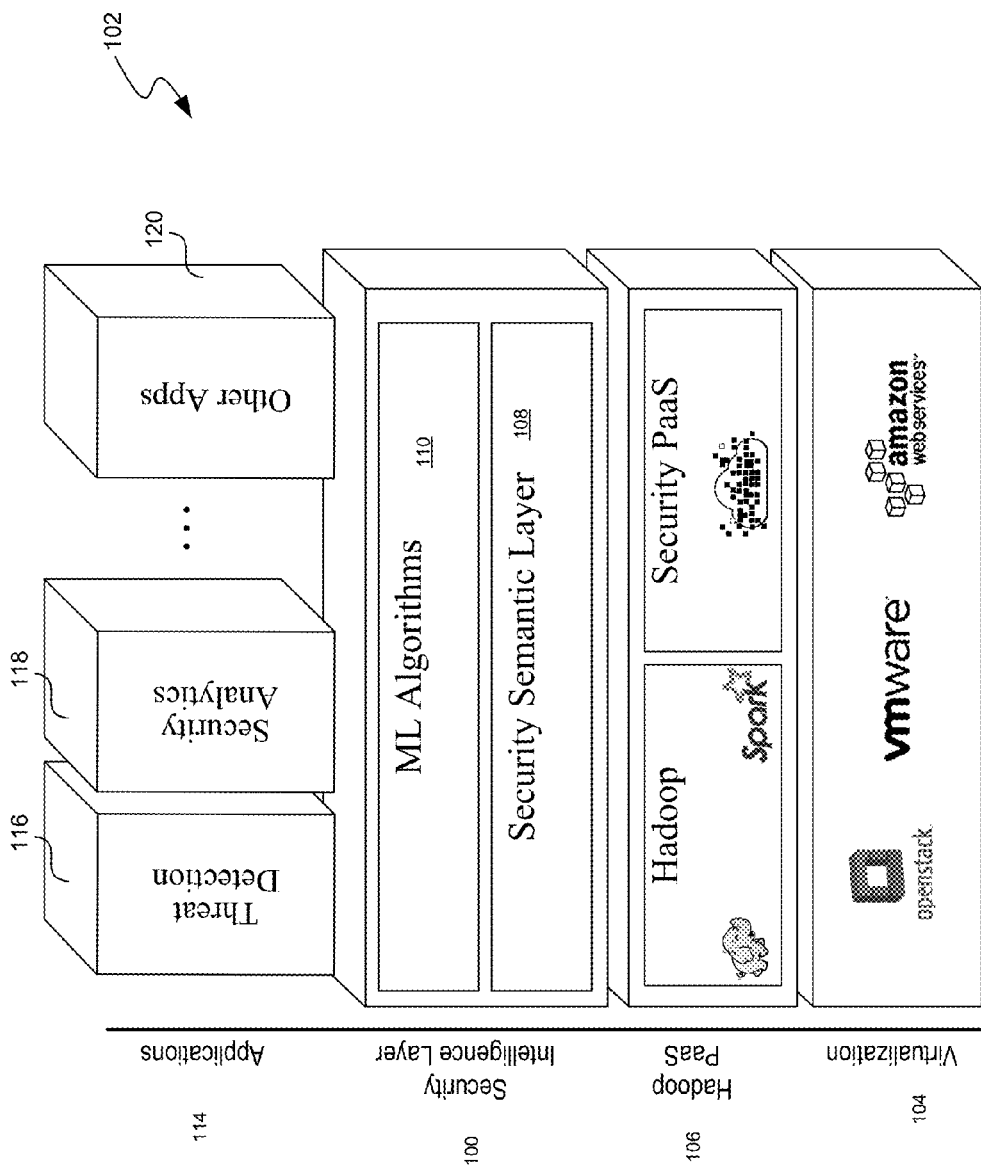 102
116
118
120
Threat
Detection
Security
Analytics
• • •
Other Apps
Applications
114
ML Algorithms
110
Security Semantic Layer
108
Security
Intelligence Layer
100
Hadoop
Spark
Security PaaS
Hadoop
PaaS
106
openstack
vmware
amazon
web services™
Virtualization
104